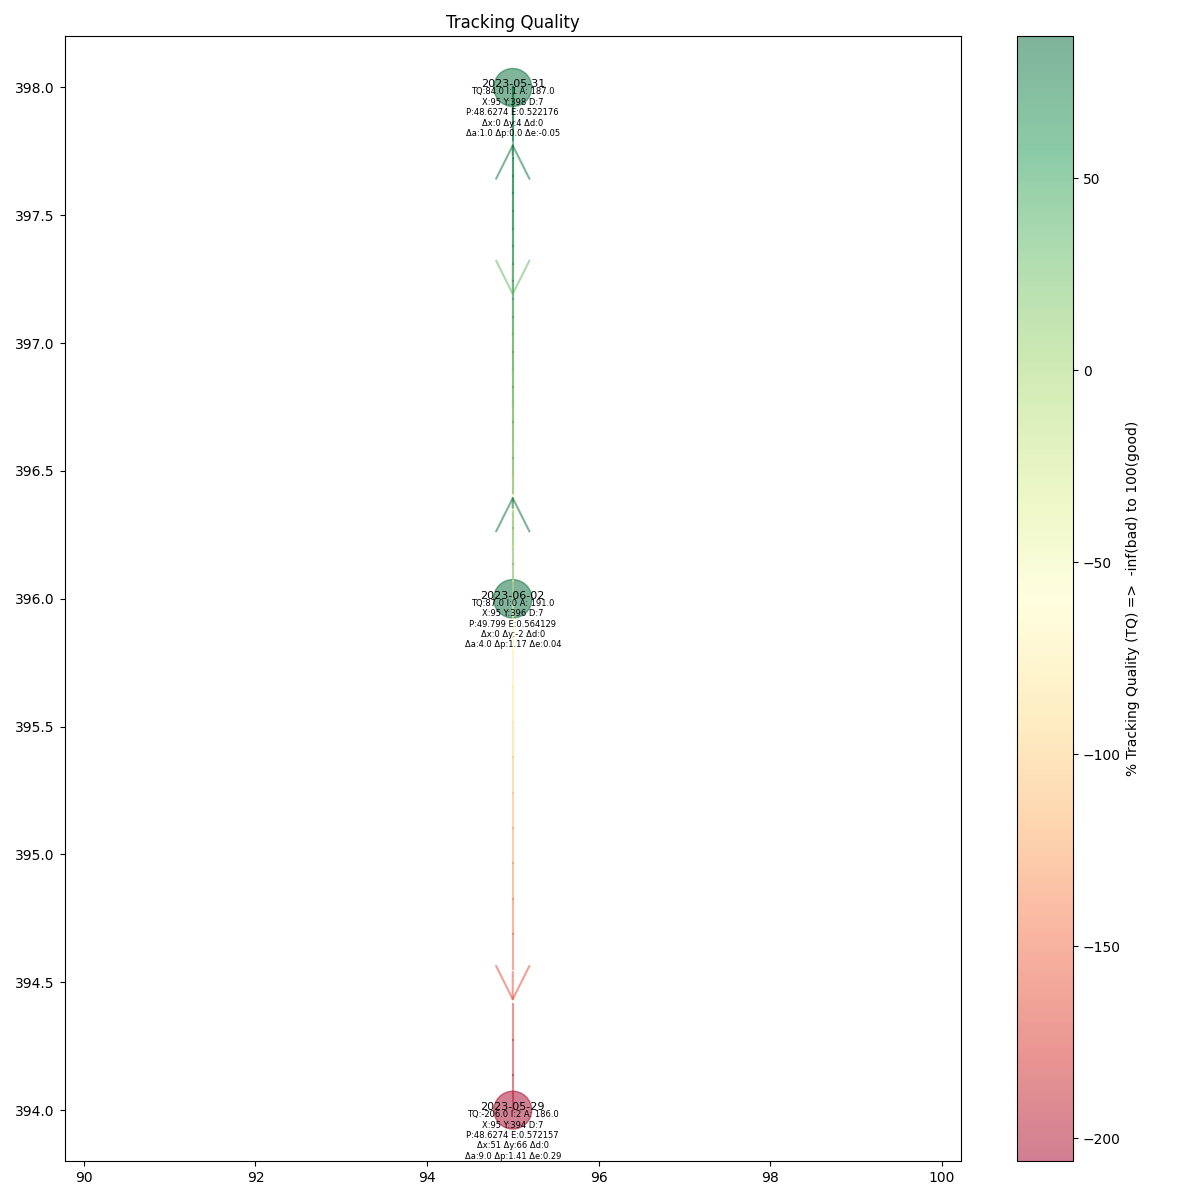 Tracking Quality
398.0
397.5
397.0
396.5
396.0
395.5
395.0
394.5
394.0
90
92
94
96
98
100
2023-05-31
TQ:84.0 I:1 A: 187.0
X:95 Y:398 D:7
P:48.6274 E:0.522176
Δx:0 Δy:4 Δd:0
Δa:1.0 Δp:0.0 Δe:-0.05
2023-06-02
TQ:87.0 I:0 A: 191.0
X:95 Y:396 D:7
P:49.799 E:0.564129
Δx:0 Δy:-2 Δd:0
Δa:4.0 Δp:1.17 Δe:0.04
2023-05-29
TQ:-206.0 I:2 A: 186.0
X:95 Y:394 D:7
P:48.6274 E:0.572157
Δx:51 Δy:66 Δd:0
Δa:9.0 Δp:1.41 Δe:0.29
50
0
−50
−100
−150
−200
% Tracking Quality (TQ) => -inf(bad) to 100(good)